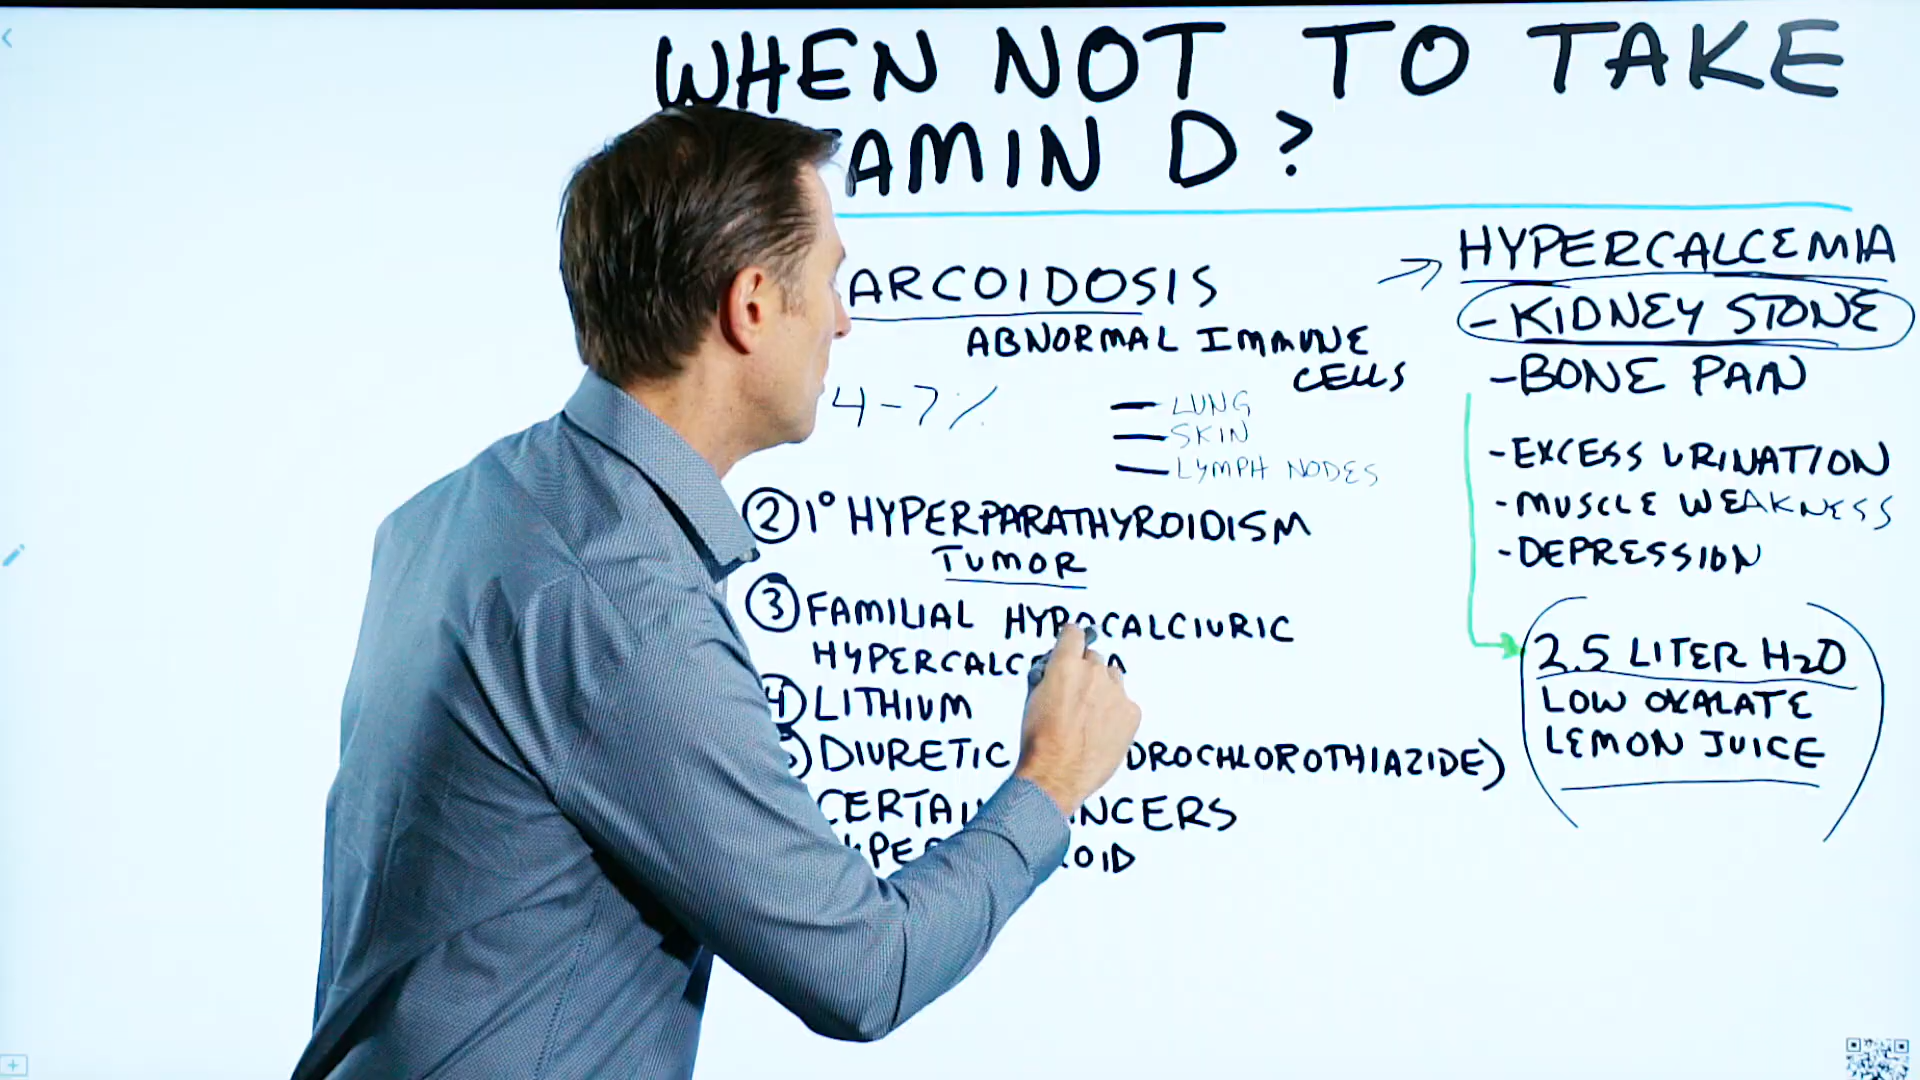 WHEN NOT TO TAKE
AMIN D?
ARCOIDOSIS
ABNORMAL IMMUNE
CELLS
4-7%
— LUNG
— SKIN
— LYMPH NODES
② 1° HYPERPARATHYROIDISM
TUMOR
③ FAMILIAL HYPOCALCIURIC
HYPERCALC
④ LITHIUM
DIURETIC DROCHLOROTHIAZIDE)
CERTAI NCERS
OID
→ HYPERCALCEMIA
- KIDNEY STONE
- BONE PAIN
- EXCESS URINATION
- MUSCLE WEAKNESS
- DEPRESSION
2.5 LITER H2O
LOW OXALATE
LEMON JUICE